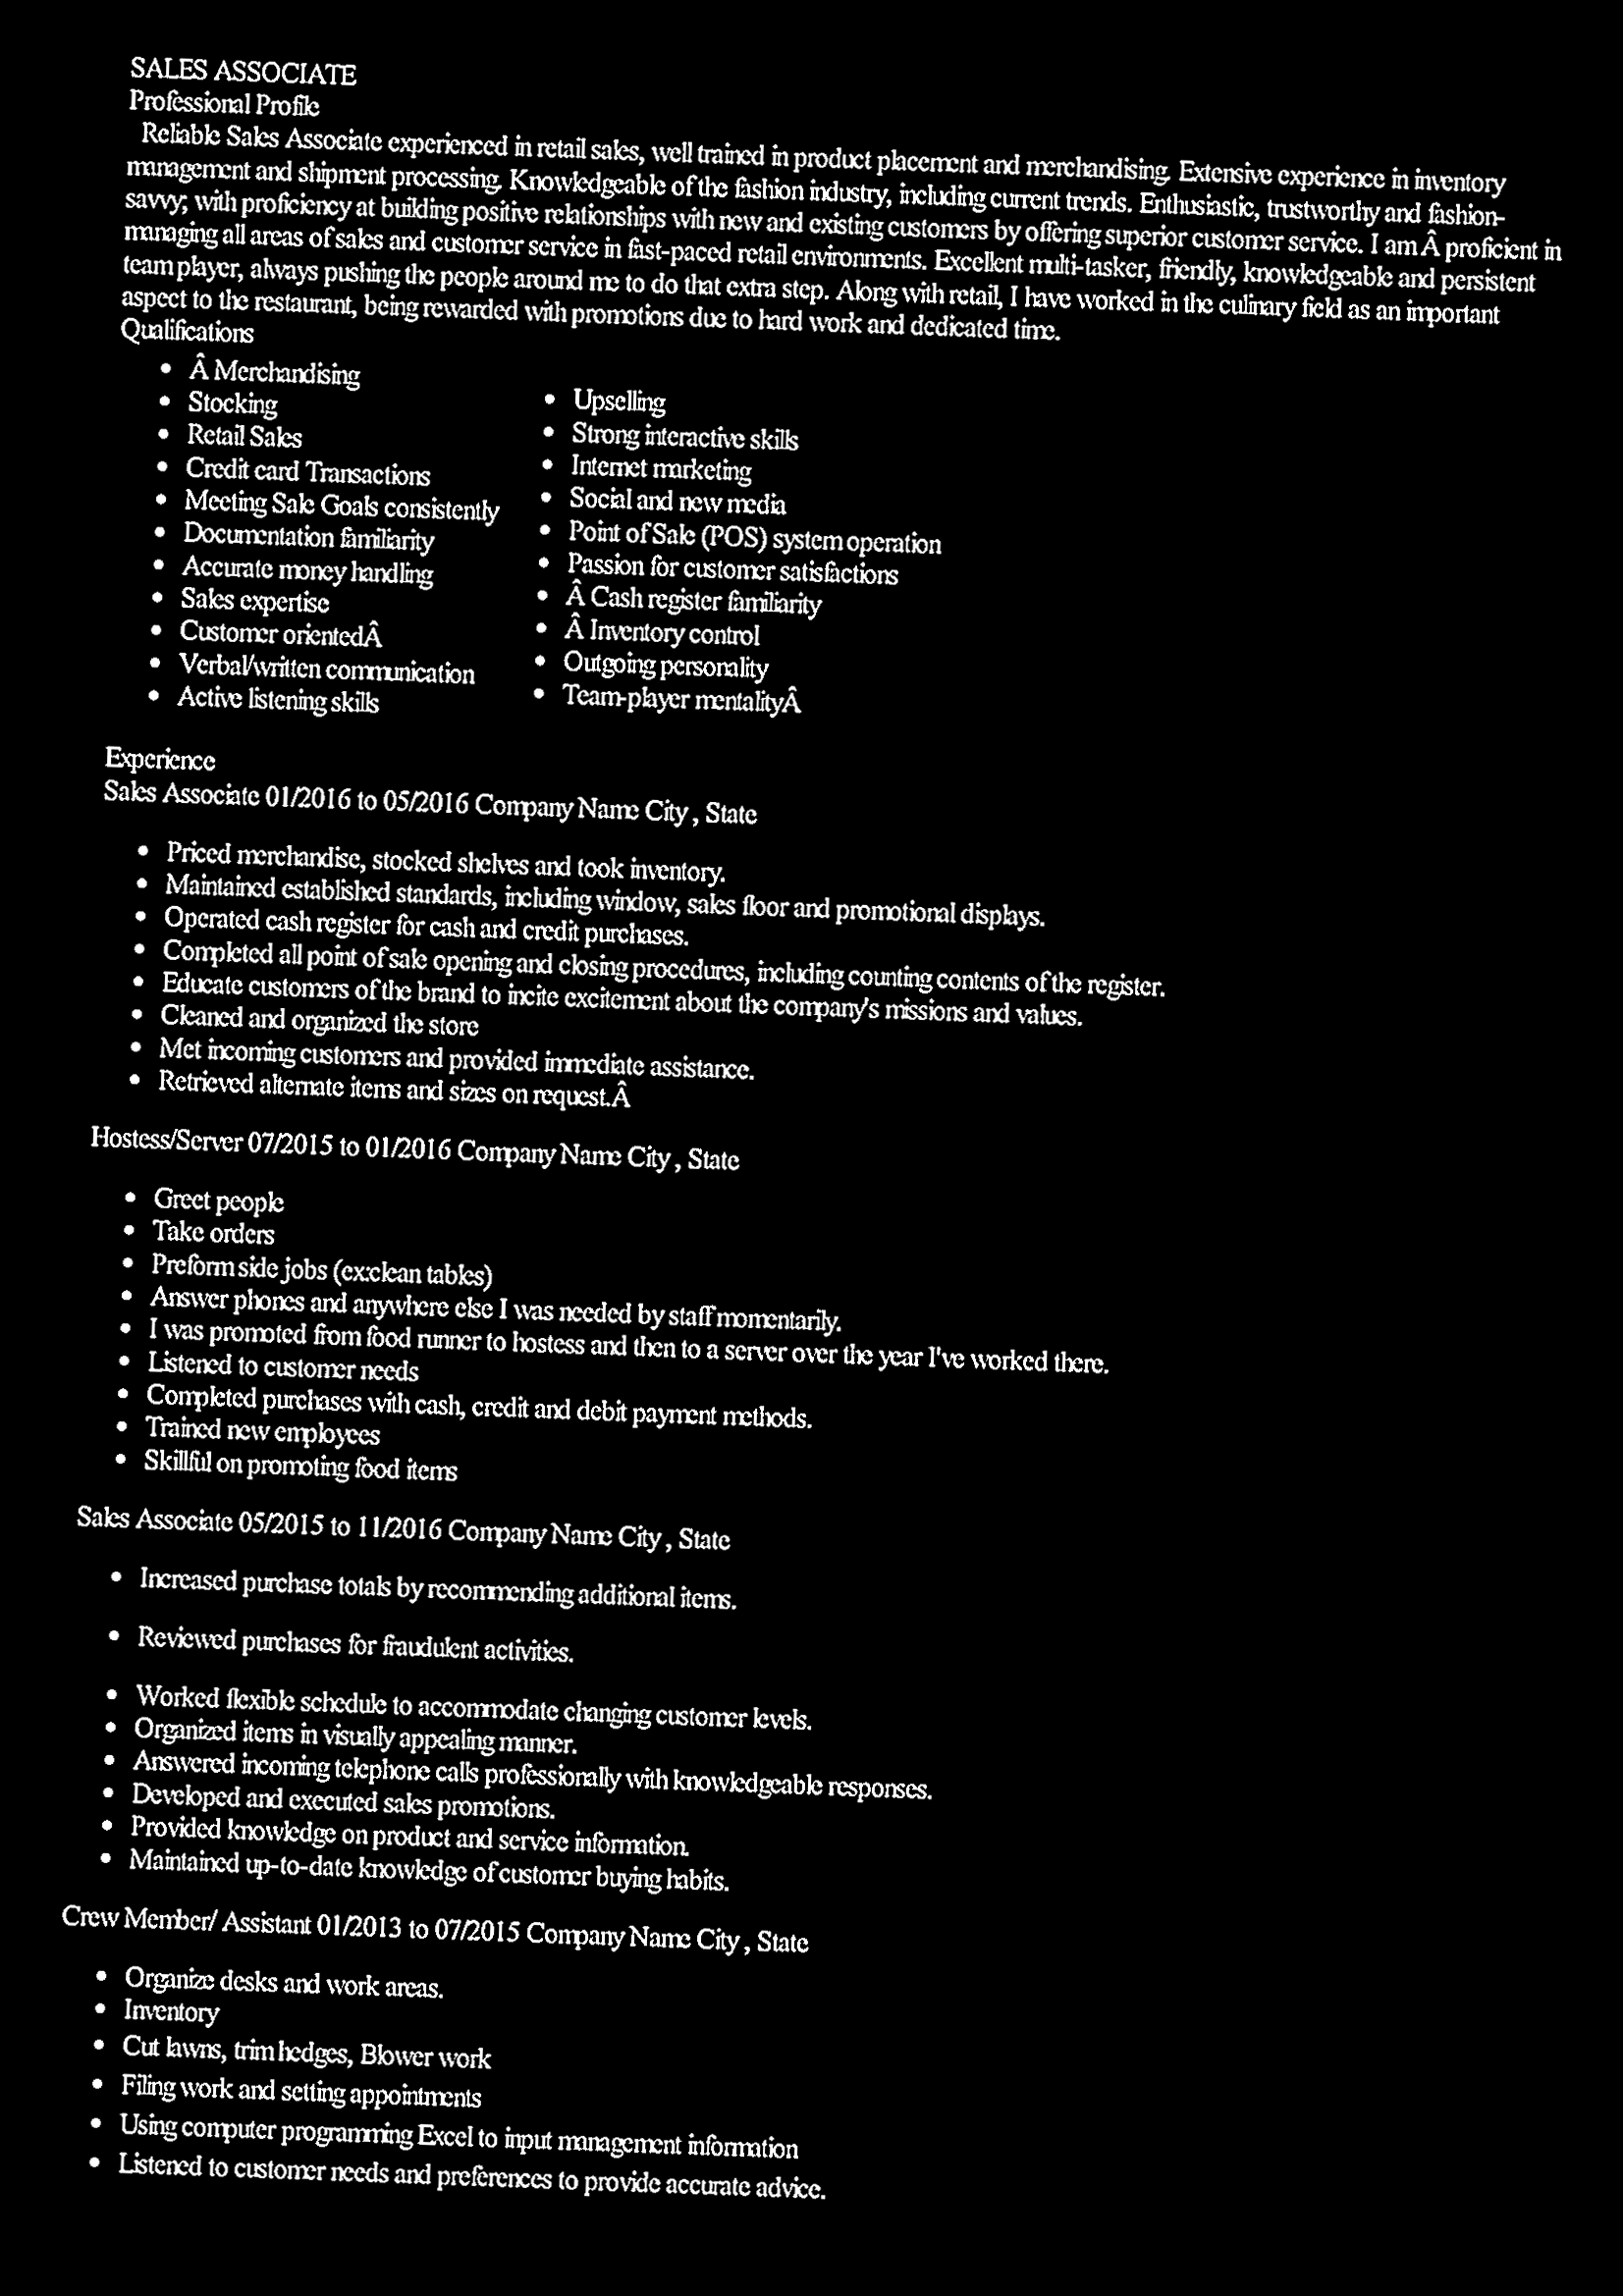 SALES ASSOCIATE
Professional Profile
Reliable Sales Associate experienced in retail sales, well trained in product placement and merchandising. Extensive experience in inventory
management and shipment processing. Knowledgeable of the fashion industry, including current trends. Enthusiastic, trustworthy and fashion-
savvy; with proficiency at building positive relationships with new and existing customers by offering superior customer service. I am Â proficient in
managing all areas of sales and customer service in fast-paced retail environments. Excellent multi-tasker, friendly, knowledgeable and persistent
team player, always pushing the people around me to do that extra step. Along with retail, I have worked in the culinary field as an important
aspect to the restaurant, being rewarded with promotions due to hard work and dedicated time.
Qualifications
• Â Merchandising
• Stocking
• Retail Sales
• Credit card Transactions
• Meeting Sale Goals consistently
• Documentation familiarity
• Accurate money handling
• Sales expertise
• Customer orientedÂ
• Verbal/written communication
• Active listening skills
• Upselling
• Strong interactive skills
• Internet marketing
• Social and new media
• Point of Sale (POS) system operation
• Passion for customer satisfactions
• Â Cash register familiarity
• Â Inventory control
• Outgoing personality
• Team-player mentalityÂ
Experience
Sales Associate 01/2016 to 05/2016 Company Name City , State
• Priced merchandise, stocked shelves and took inventory.
• Maintained established standards, including window, sales floor and promotional displays.
• Operated cash register for cash and credit purchases.
• Completed all point of sale opening and closing procedures, including counting contents of the register.
• Educate customers of the brand to incite excitement about the company's missions and values.
• Cleaned and organized the store
• Met incoming customers and provided immediate assistance.
• Retrieved alternate items and sizes on request.Â
Hostess/Server 07/2015 to 01/2016 Company Name City , State
• Greet people
• Take orders
• Preform side jobs (ex:clean tables)
• Answer phones and anywhere else I was needed by staff momentarily.
• I was promoted from food runner to hostess and then to a server over the year I've worked there.
• Listened to customer needs
• Completed purchases with cash, credit and debit payment methods.
• Trained new employees
• Skillful on promoting food items
Sales Associate 05/2015 to 11/2016 Company Name City , State
• Increased purchase totals by recommending additional items.
• Reviewed purchases for fraudulent activities.
• Worked flexible schedule to accommodate changing customer levels.
• Organized items in visually appealing manner.
• Answered incoming telephone calls professionally with knowledgeable responses.
• Developed and executed sales promotions.
• Provided knowledge on product and service information.
• Maintained up-to-date knowledge of customer buying habits.
Crew Member/ Assistant 01/2013 to 07/2015 Company Name City , State
• Organize desks and work areas.
• Inventory
• Cut lawns, trim hedges, Blower work
• Filing work and setting appointments
• Using computer programming Excel to input management information
• Listened to customer needs and preferences to provide accurate advice.